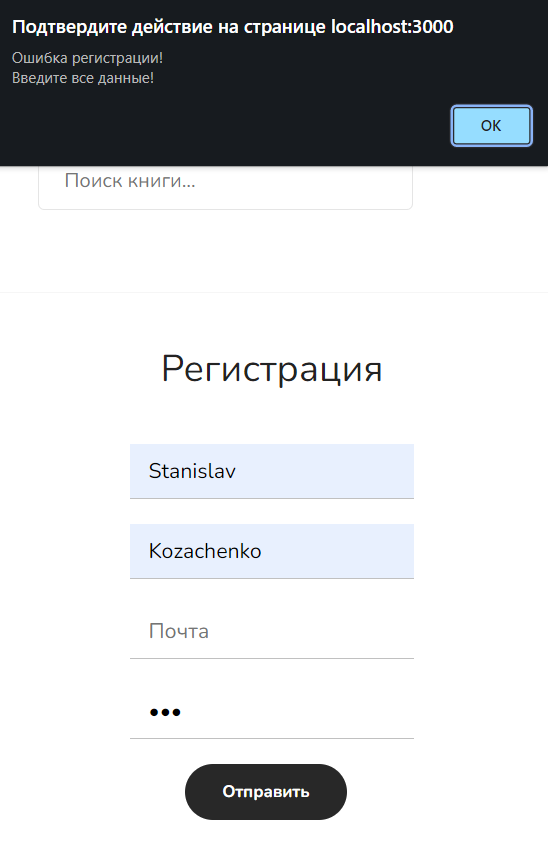 Подтвердите действие на странице localhost:3000
Ошибка регистрации!
Введите все данные!
OK
Поиск книги...
Регистрация
Stanislav
Kozachenko
Почта
•••
Отправить